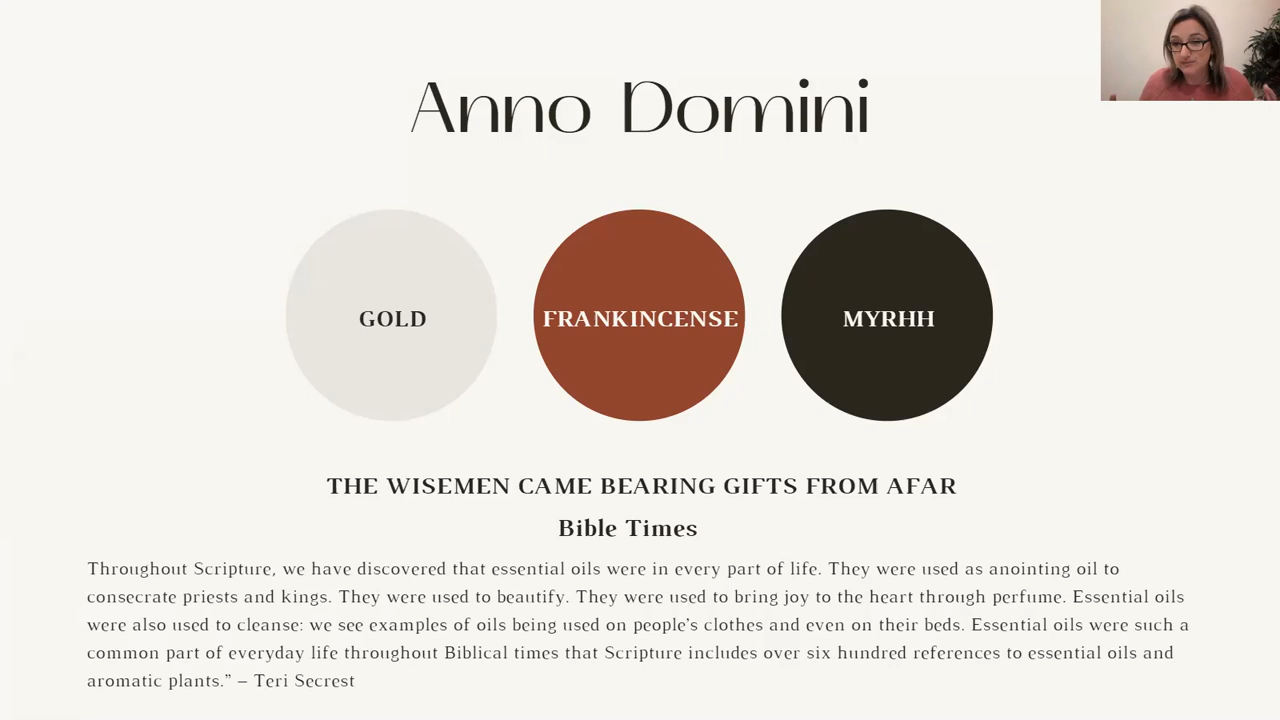 Anno Domini
GOLD
FRANKINCENSE
MYRHH
THE WISEMEN CAME BEARING GIFTS FROM AFAR
Bible Times
Throughout Scripture, we have discovered that essential oils were in every part of life. They were used as anointing oil to
consecrate priests and kings. They were used to beautify. They were used to bring joy to the heart through perfume. Essential oils
were also used to cleanse: we see examples of oils being used on people's clothes and even on their beds. Essential oils were such a
common part of everyday life throughout Biblical times that Scripture includes over six hundred references to essential oils and
aromatic plants.” – Teri Secrest